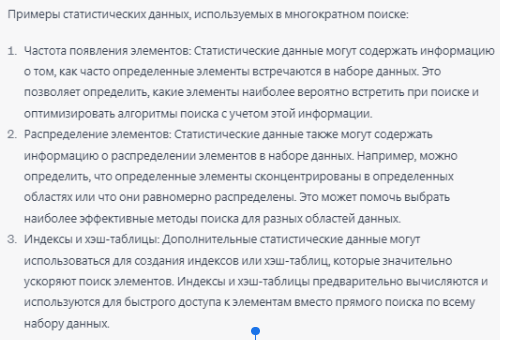 Примеры статистических данных, используемых в многократном поиске:
1. Частота появления элементов: Статистические данные могут содержать информацию
о том, как часто определенные элементы встречаются в наборе данных. Это
позволяет определить, какие элементы наиболее вероятно встретить при поиске и
оптимизировать алгоритмы поиска с учетом этой информации.
2. Распределение элементов: Статистические данные также могут содержать
информацию о распределении элементов в наборе данных. Например, можно
определить, что определенные элементы сконцентрированы в определенных
областях или что они равномерно распределены. Это может помочь выбрать
наиболее эффективные методы поиска для разных областей данных.
3. Индексы и хэш-таблицы: Дополнительные статистические данные могут
использоваться для создания индексов или хэш-таблиц, которые значительно
ускоряют поиск элементов. Индексы и хэш-таблицы предварительно вычисляются и
используются для быстрого доступа к элементам вместо прямого поиска по всему
набору данных.